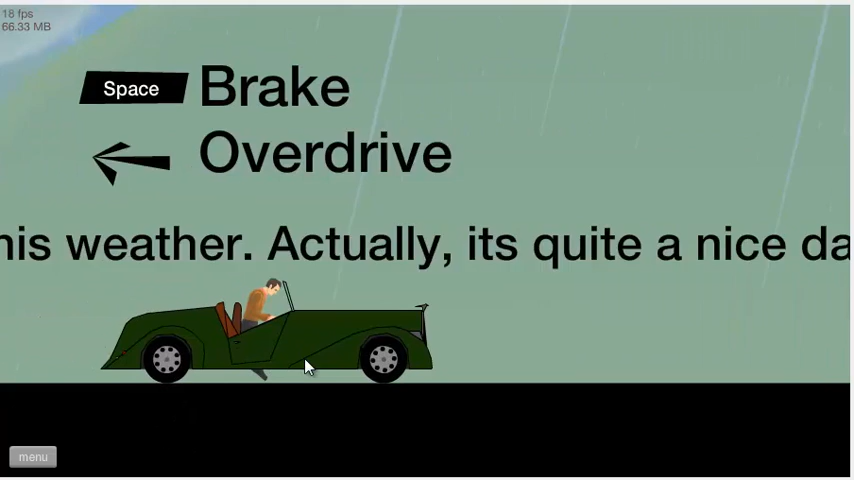 18 fps
66.33 MB
Space Brake
Overdrive
his weather. Actually, its quite a nice da
menu